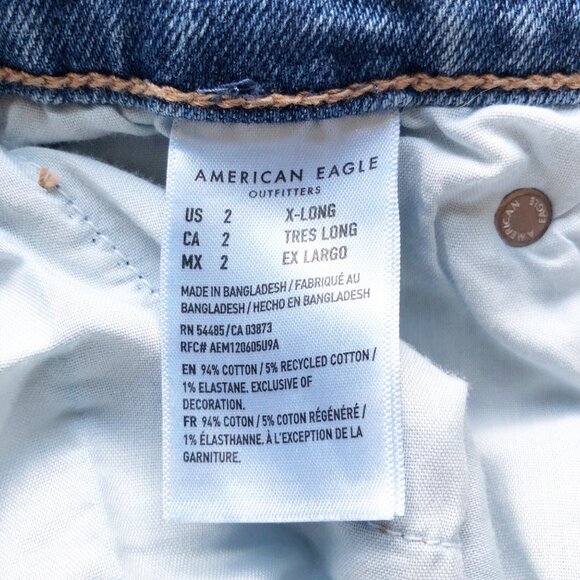 AMERICAN EAGLE
OUTFITTERS
US 2 X-LONG
CA 2 TRES LONG
MX 2 EX LARGO
MADE IN BANGLADESH / FABRIQUÉ AU
BANGLADESH / HECHO EN BANGLADESH
RN 54485 / CA 03873
RFC# AEM120605U9A
EN 94% COTTON / 5% RECYCLED COTTON /
1% ELASTANE. EXCLUSIVE OF
DECORATION.
FR 94% COTON / 5% COTON RÉGÉNÉRÉ /
1% ÉLASTHANNE. À L'EXCEPTION DE LA
GARNITURE.
AMERICAN EAGLE